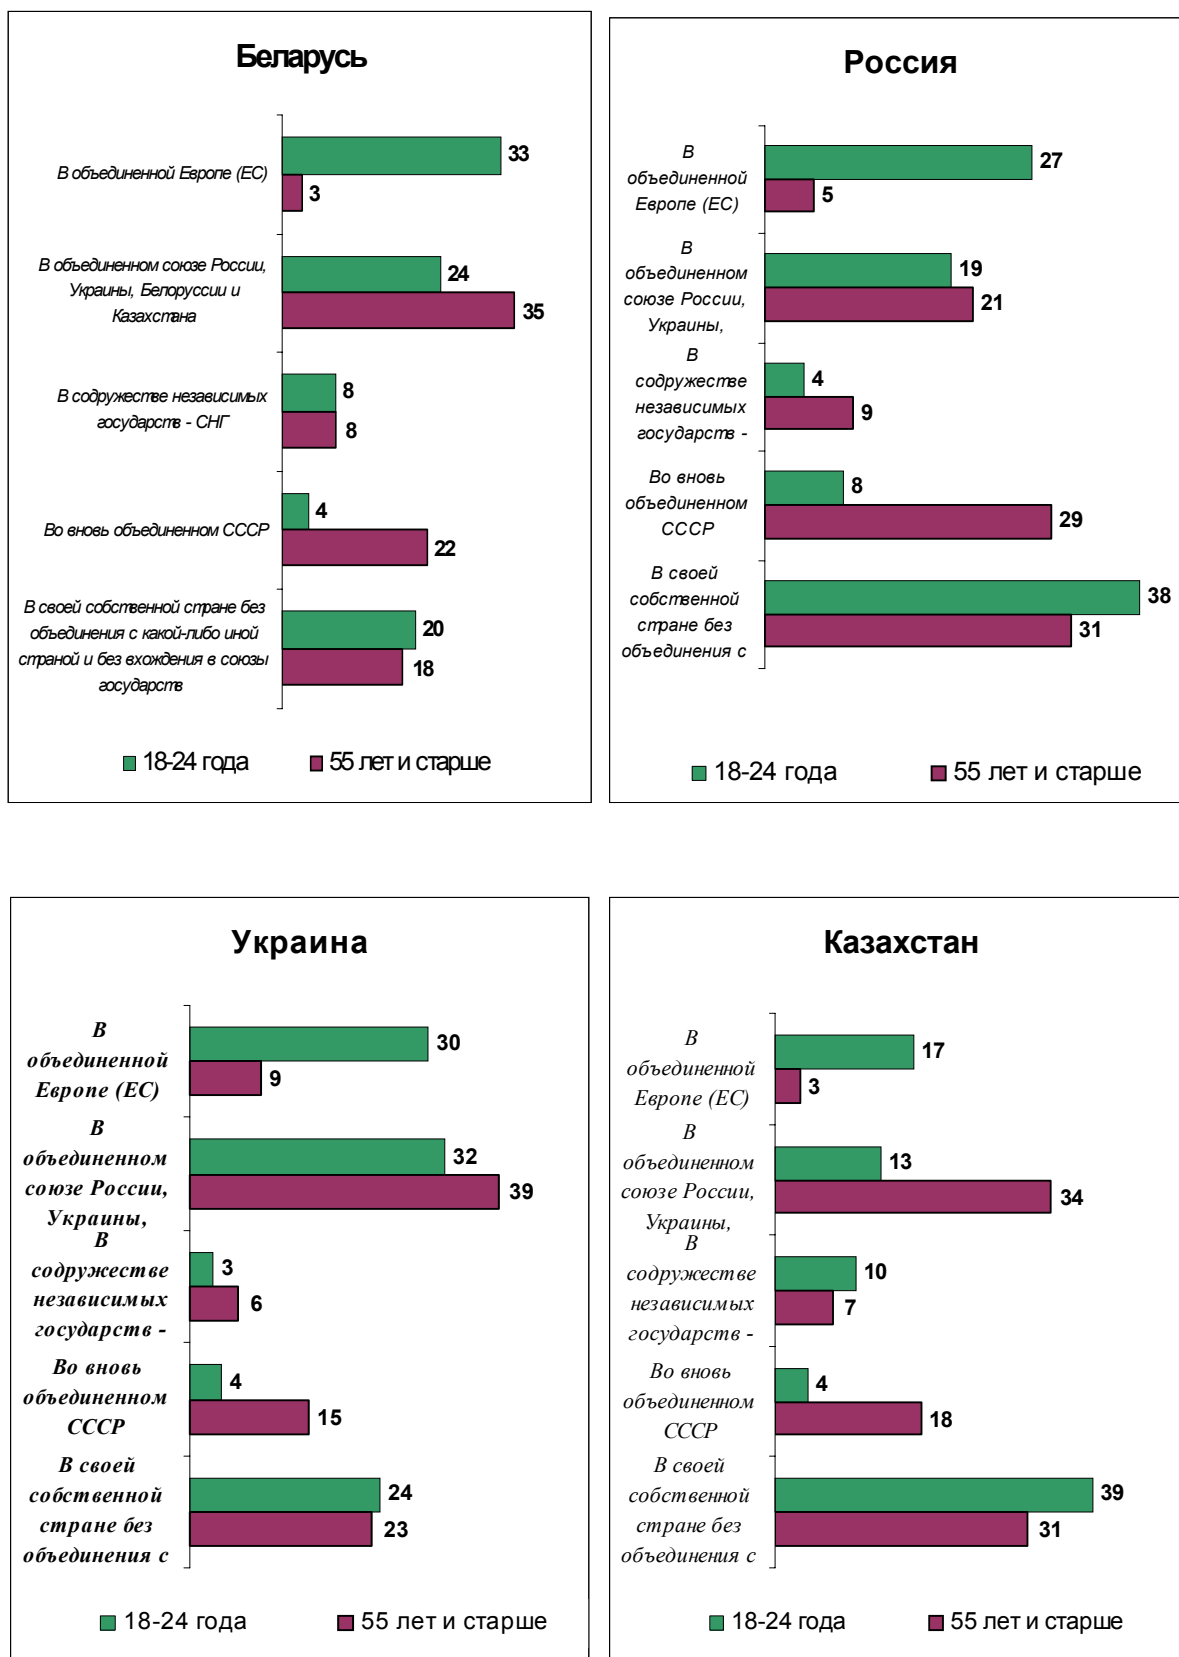 Беларусь
В объединенной Европе (ЕС)
33
3
В объединенном союзе России,
Украины, Белоруссии и
Казахстана
24
35
В содружестве независимых
государств - СНГ
8
8
Во вновь объединенном СССР
4
22
В своей собственной стране без
объединения с какой-либо иной
страной и без вхождения в союзы
государств
20
18
18-24 года
55 лет и старше
Россия
В
объединенной
Европе (ЕС)
27
5
В
объединенном
союзе России,
Украины,
19
21
В
содружестве
независимых
государств -
4
9
Во вновь
объединенном
СССР
8
29
В своей
собственной
стране без
объединения с
38
31
18-24 года
55 лет и старше
Украина
В
объединенной
Европе (ЕС)
30
9
В
объединенном
союзе России,
Украины,
32
39
В
содружестве
независимых
государств -
3
6
Во вновь
объединенном
СССР
4
15
В своей
собственной
стране без
объединения с
24
23
18-24 года
55 лет и старше
Казахстан
В
объединенной
Европе (ЕС)
17
3
В
объединенном
союзе России,
Украины,
13
34
В
содружестве
независимых
государств -
10
7
Во вновь
объединенном
СССР
4
18
В своей
собственной
стране без
объединения с
39
31
18-24 года
55 лет и старше